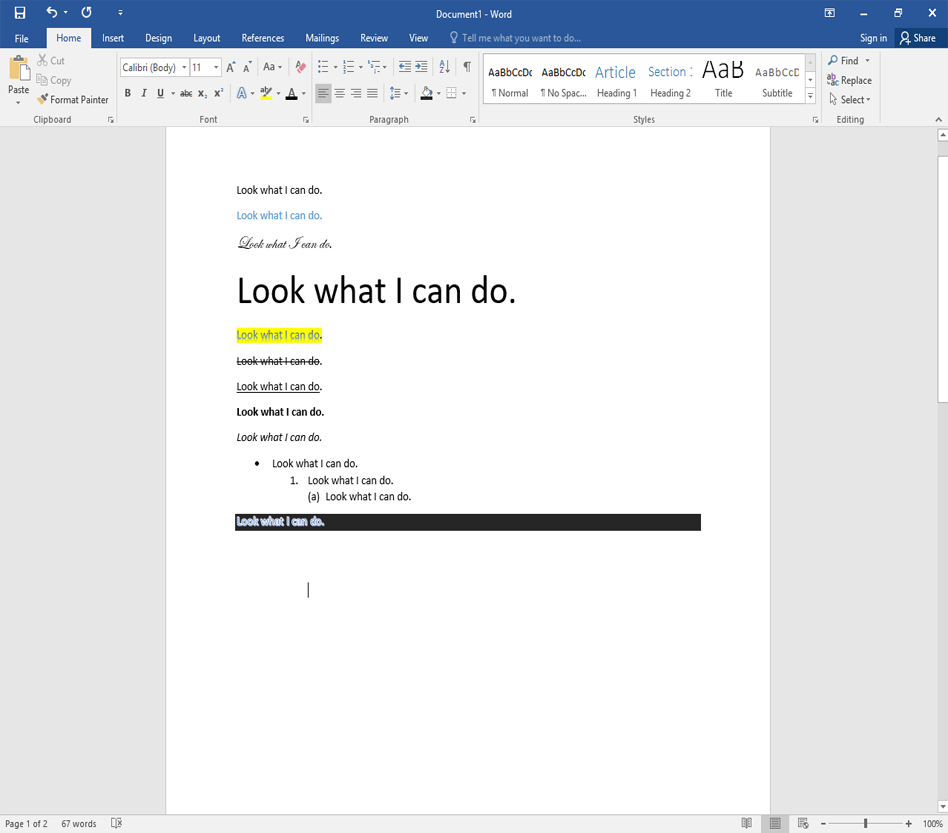 Document1 - Word
File Home Insert Design Layout References Mailings Review View Tell me what you want to do... Sign in Share
Paste
Cut
Copy
Format Painter
Clipboard
Calibri (Body) 11 Aa
B I U abc x₂ x² A aby A
Font
Paragraph
AaBbCcDc AaBbCcDc Article Section 1 AaB AaBbCcD
¶ Normal ¶ No Spac... Heading 1 Heading 2 Title Subtitle
Styles
Find
Replace
Select
Editing
Look what I can do.
Look what I can do.
Look what I can do.
Look what I can do.
Look what I can do.
Look what I can do.
Look what I can do.
Look what I can do.
Look what I can do.
• Look what I can do.
1. Look what I can do.
(a) Look what I can do.
Look what I can do.
Page 1 of 2 67 words 100%